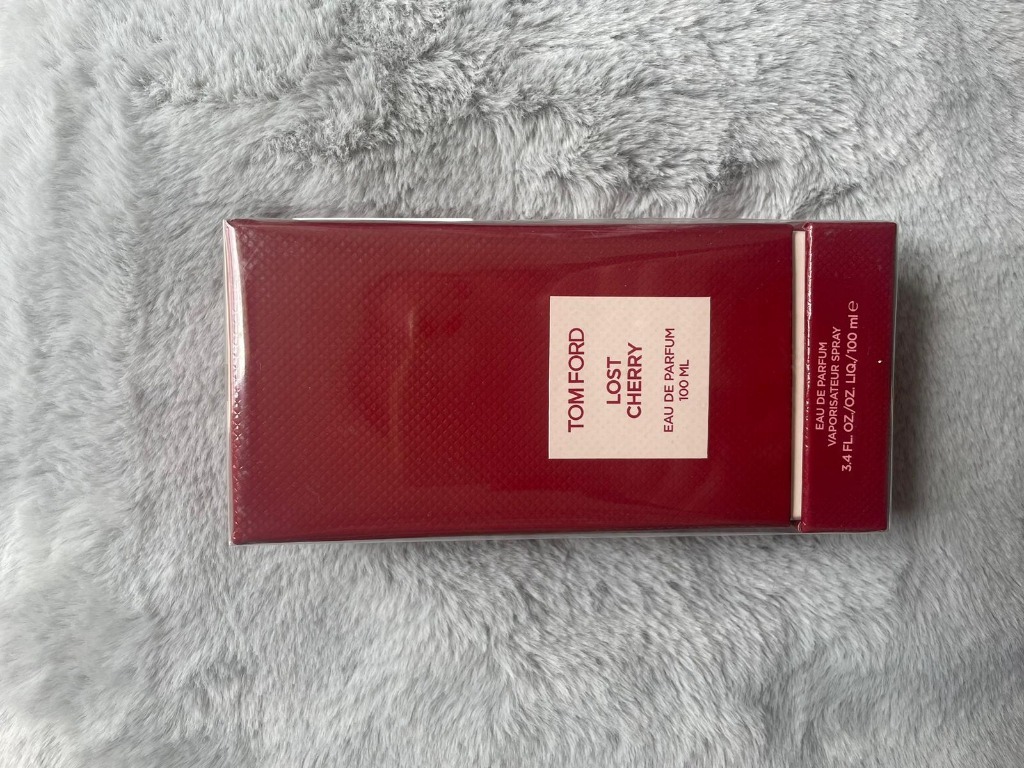 TOM FORD
LOST
CHERRY
EAU DE PARFUM
100 ML
EAU DE PARFUM
VAPORISATEUR SPRAY
3.4 FL. OZ./OZ. LIQ./100 ml ℮